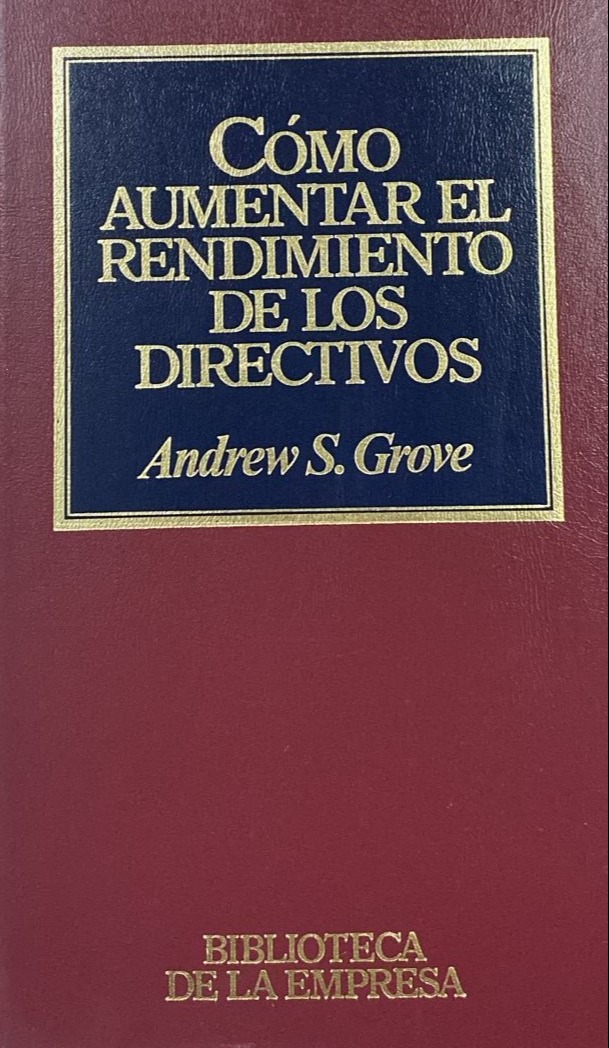 CÓMO
AUMENTAR EL
RENDIMIENTO
DE LOS
DIRECTIVOS
Andrew S. Grove
BIBLIOTECA
DE LA EMPRESA